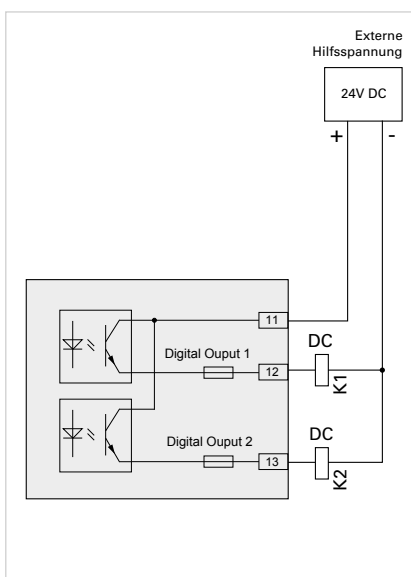 Externe
Hilfsspannung
24V DC
+ -
11
DC
Digital Ouput 1
12
K1
DC
Digital Ouput 2
13
K2